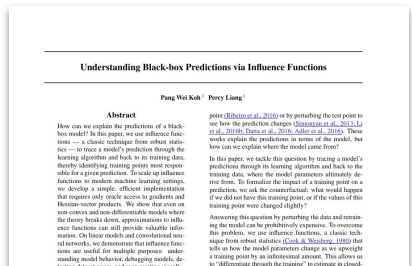 Understanding Black-box Predictions via Influence Functions
Pang Wei Koh 1 Percy Liang 1
Abstract
How can we explain the predictions of a black-
box model? In this paper, we use influence func-
tions — a classic technique from robust statis-
tics — to trace a model's prediction through the
learning algorithm and back to its training data,
thereby identifying training points most respon-
sible for a given prediction. To scale up influence
functions to modern machine learning settings,
we develop a simple, efficient implementation
that requires only oracle access to gradients and
Hessian-vector products. We show that even on
non-convex and non-differentiable models where
the theory breaks down, approximations to influ-
ence functions can still provide valuable infor-
mation. On linear models and convolutional neu-
ral networks, we demonstrate that influence func-
tions are useful for multiple purposes: under-
standing model behavior, debugging models, de-
point (Ribeiro et al., 2016) or by perturbing the test point to
see how the prediction changes (Simonyan et al., 2013; Li
et al., 2016b; Datta et al., 2016; Adler et al., 2016). These
works explain the predictions in terms of the model, but
how can we explain where the model came from?
In this paper, we tackle this question by tracing a model's
predictions through its learning algorithm and back to the
training data, where the model parameters ultimately de-
rive from. To formalize the impact of a training point on a
prediction, we ask the counterfactual: what would happen
if we did not have this training point, or if the values of this
training point were changed slightly?
Answering this question by perturbing the data and retrain-
ing the model can be prohibitively expensive. To overcome
this problem, we use influence functions, a classic tech-
nique from robust statistics (Cook & Weisberg, 1980) that
tells us how the model parameters change as we upweight
a training point by an infinitesimal amount. This allows us
to "differentiate through the training" to estimate in closed-